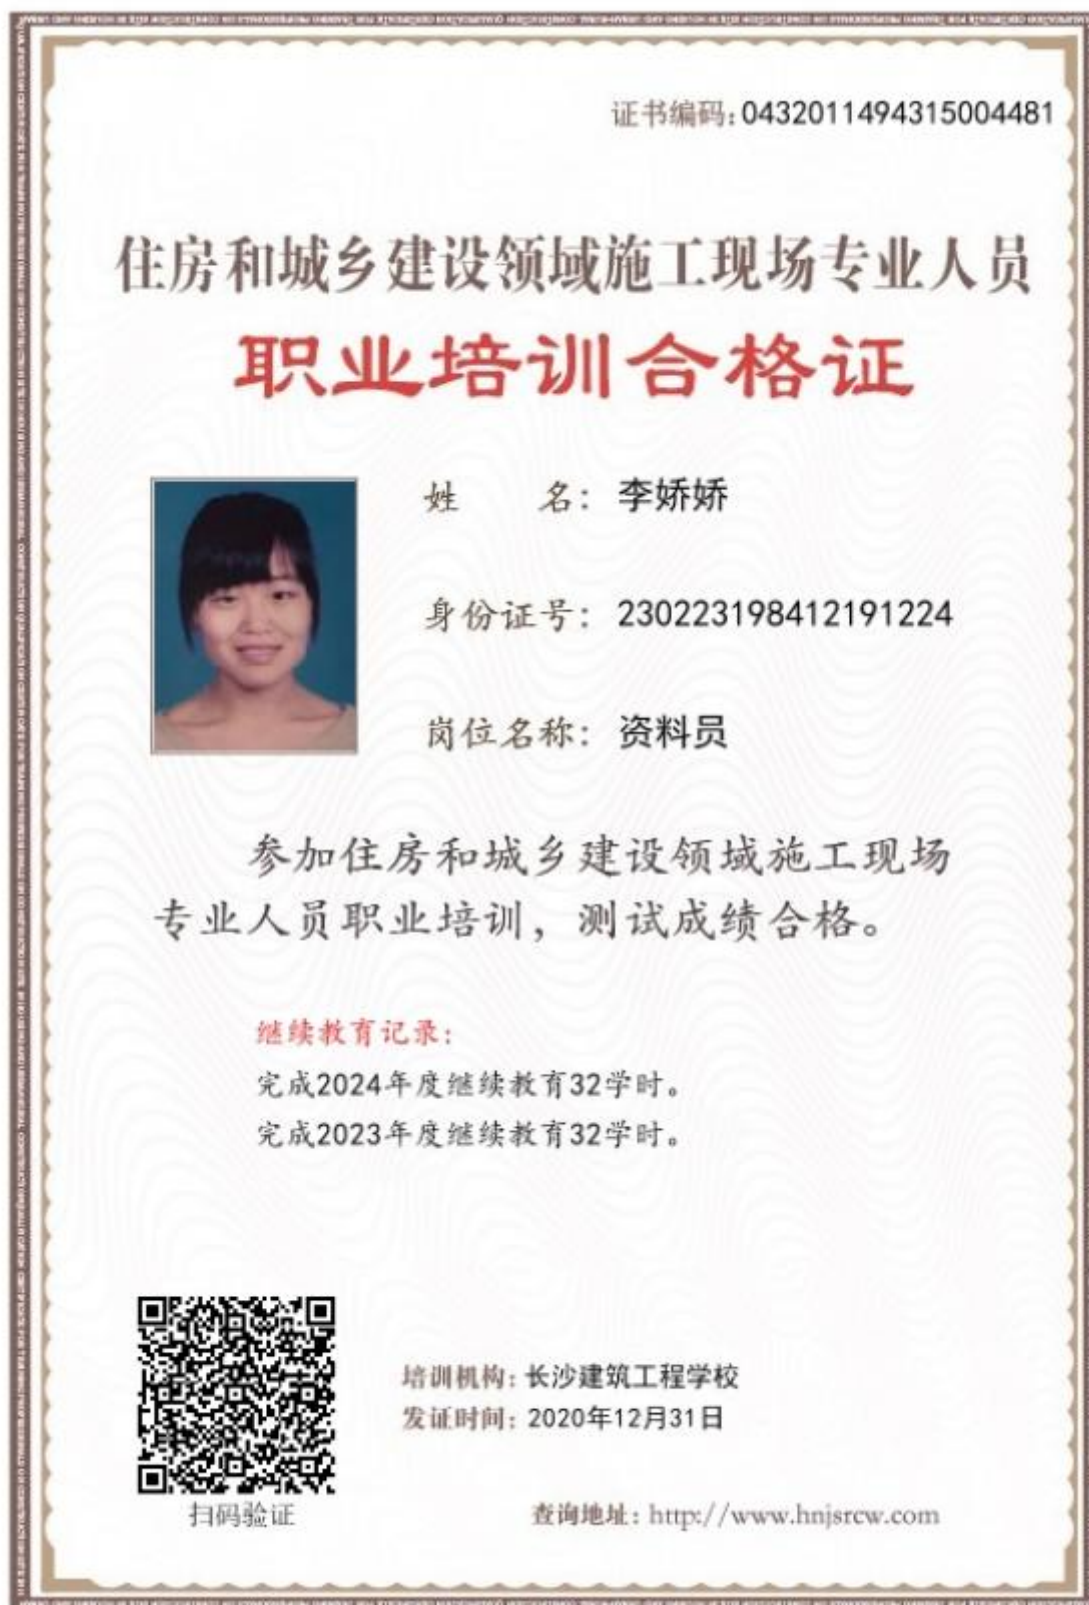 证书编码:0432011494315004481
住房和城乡建设领域施工现场专业人员
职业培训合格证
姓 名: 李娇娇
身份证号: 230223198412191224
岗位名称: 资料员
参加住房和城乡建设领域施工现场
专业人员职业培训，测试成绩合格。
继续教育记录:
完成2024年度继续教育32学时。
完成2023年度继续教育32学时。
培训机构: 长沙建筑工程学校
发证时间: 2020年12月31日
扫码验证
查询地址: http://www.hnjsrcw.com